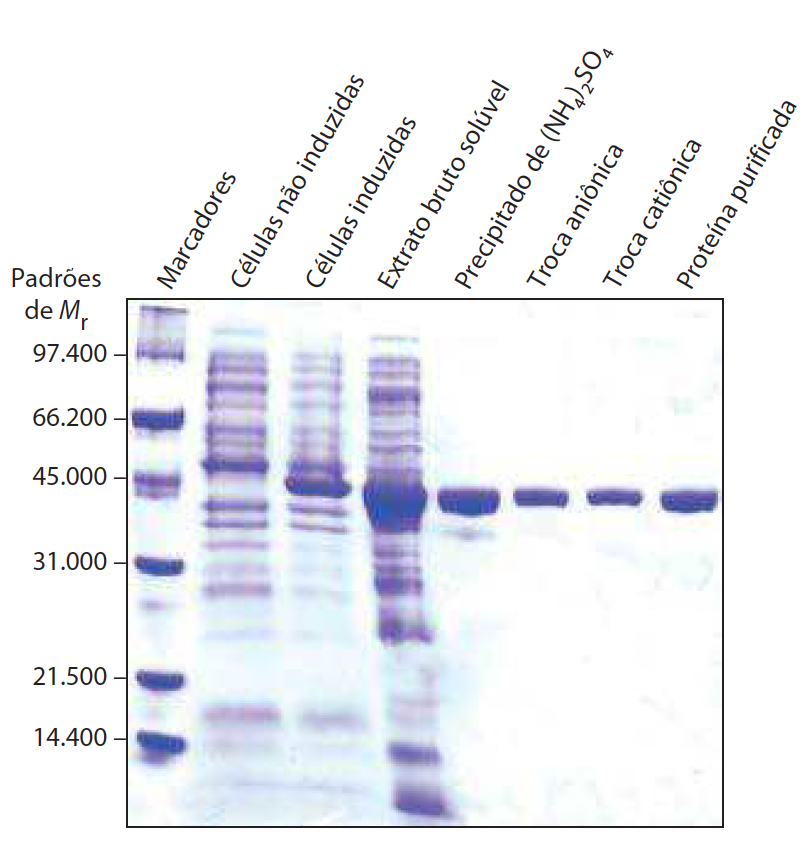 Marcadores
Células não induzidas
Células induzidas
Extrato bruto solúvel
Precipitado de (NH₄)₂SO₄
Troca aniônica
Troca catiônica
Proteína purificada
Padrões
de Mᵣ
97.400
66.200
45.000
31.000
21.500
14.400